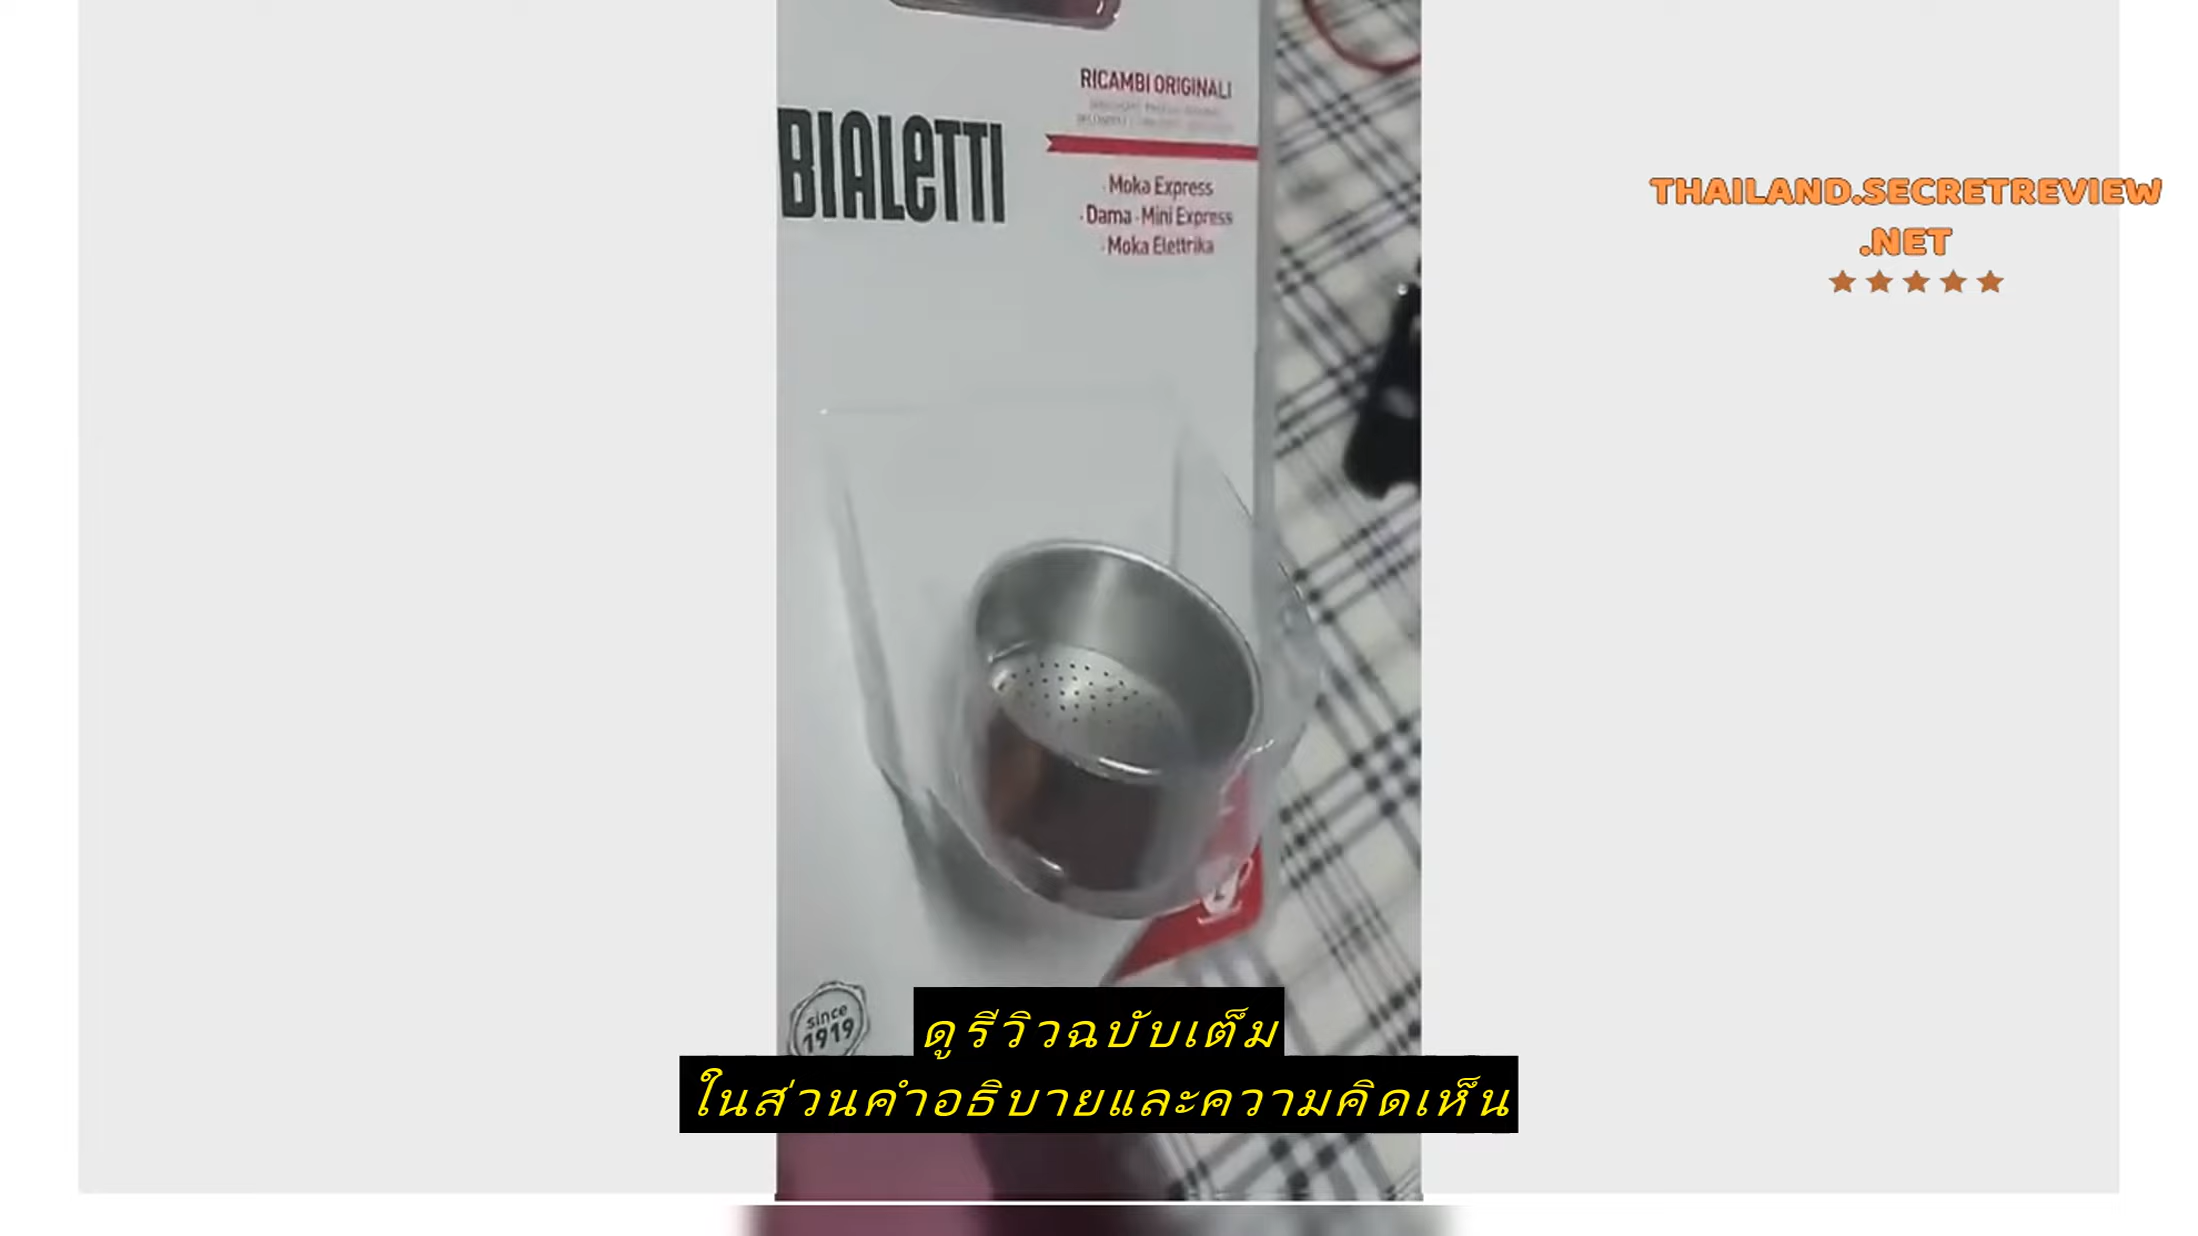 RICAMBI ORIGINALI
BIALETTI
· Moka Express
· Dama · Mini Express
· Moka Elettrika
THAILAND.SECRETREVIEW
.NET
since
1919
ดูรีวิวฉบับเต็ม
ในส่วนคำอธิบายและความคิดเห็น